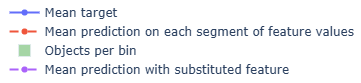 Mean target
Mean prediction on each segment of feature values
Objects per bin
Mean prediction with substituted feature